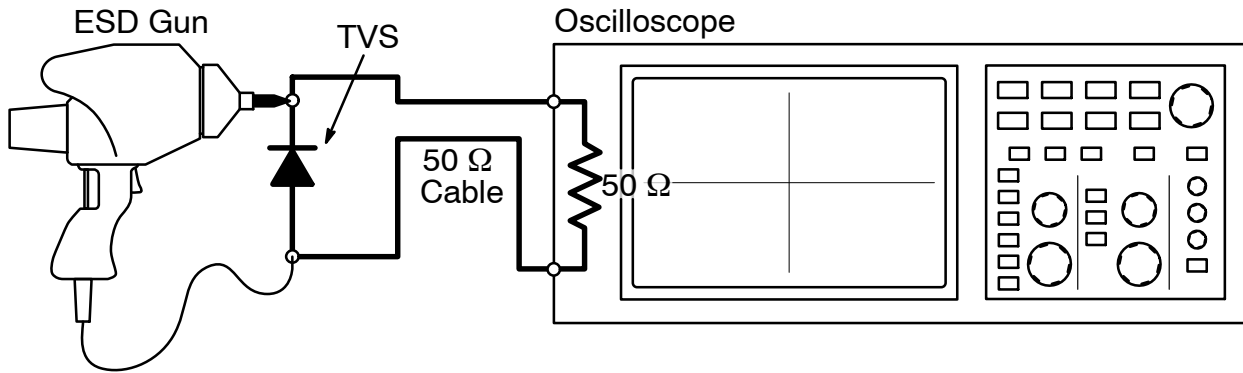 ESD Gun
TVS
Oscilloscope
50 Ω
Cable
50 Ω